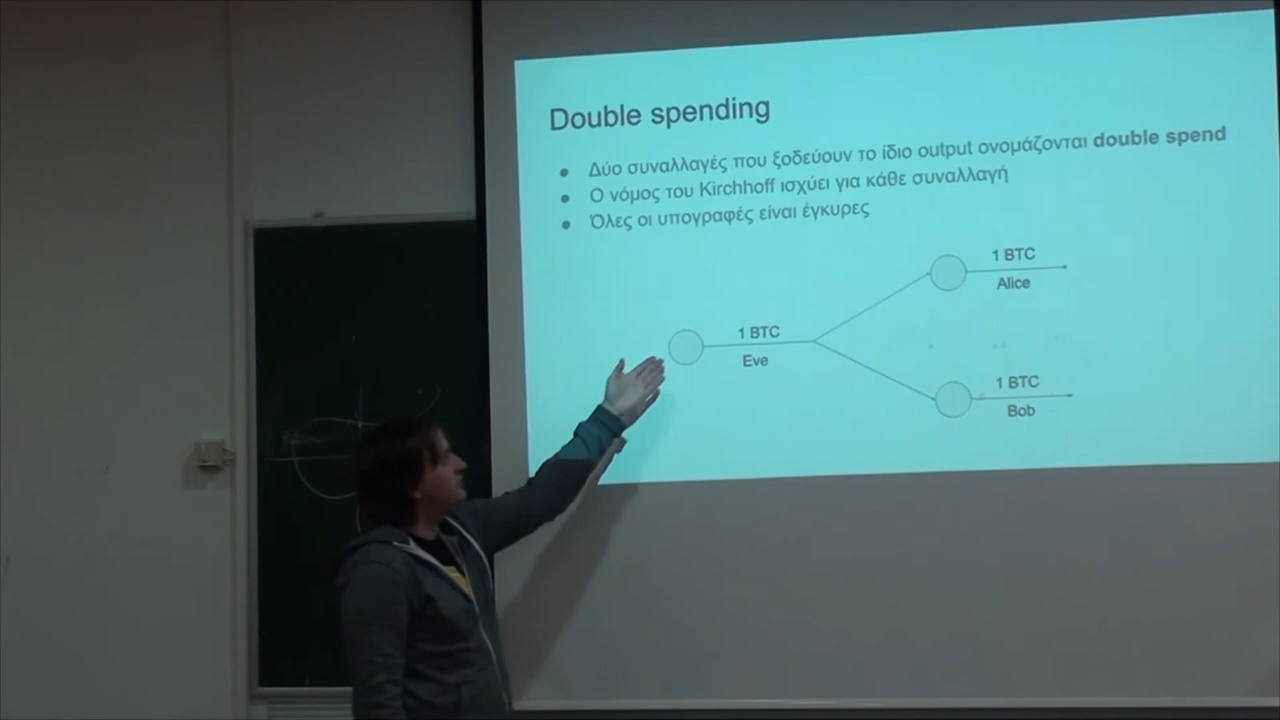 Double spending
● Δύο συναλλαγές που ξοδεύουν το ίδιο output ονομάζονται double spend
● Ο νόμος του Kirchhoff ισχύει για κάθε συναλλαγή
● Όλες οι υπογραφές είναι έγκυρες
1 BTC
Alice
1 BTC
Eve
1 BTC
Bob